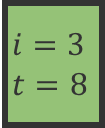 i = 3
t = 8